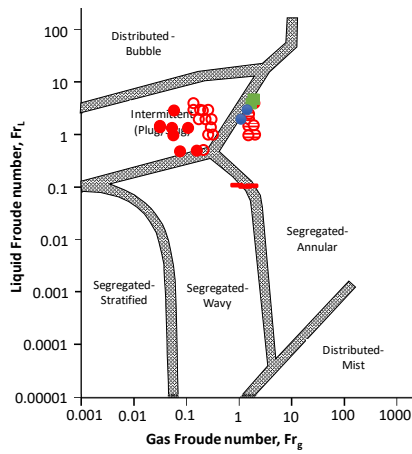 100
10
1
0.1
0.01
0.001
0.0001
0.00001
Liquid Froude number, FrL
Distributed-
Bubble
Intermittent
(Plug,
Segregated-
Annular
Segregated-
Stratified
Segregated-
Wavy
Distributed-
Mist
0.001
0.01
0.1
1
10
100
Gas Froude number, Frg